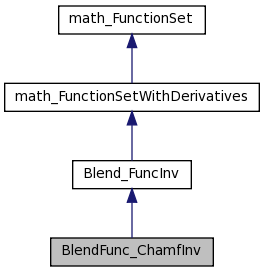 math_FunctionSet
math_FunctionSetWithDerivatives
Blend_FuncInv
BlendFunc_ChamfInv